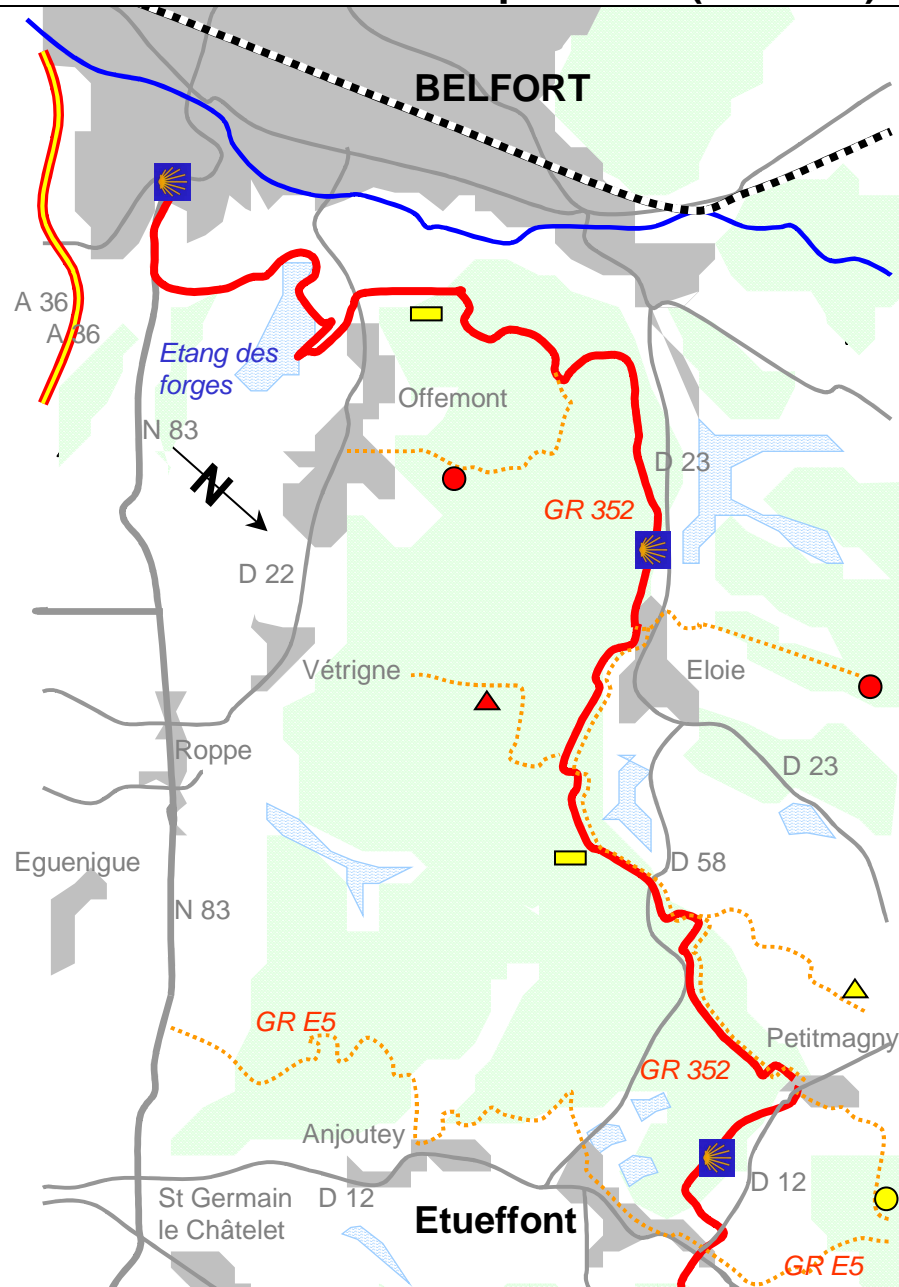 BELFORT
A 36
A 36
Etang des
forges
Offemont
N 83
D 23
N
GR 352
D 22
Vétrigne
Eloie
Roppe
D 23
Eguenigue
D 58
N 83
GR E5
Petitmagny
GR 352
Anjoutey
St Germain
le Châtelet
D 12
Etueffont
D 12
GR E5